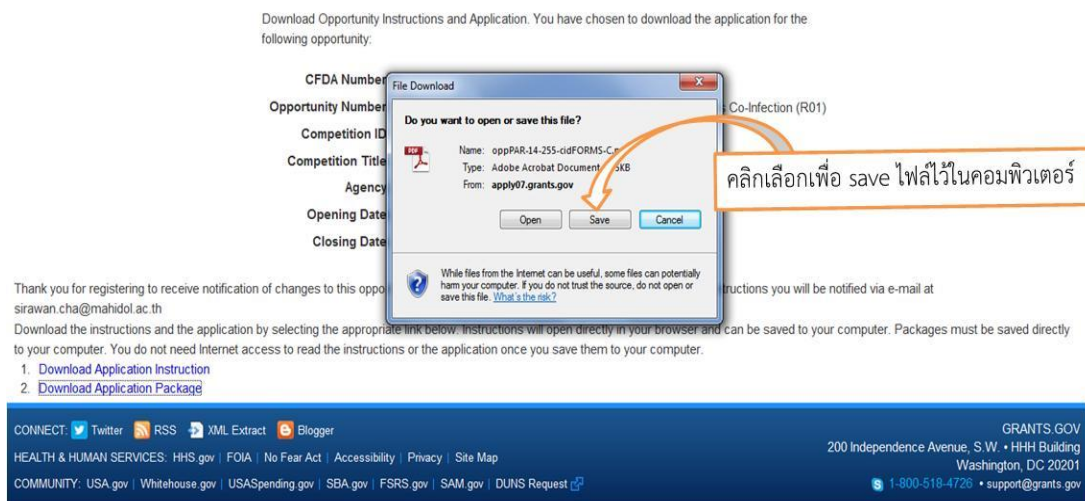 Download Opportunity Instructions and Application. You have chosen to download the application for the
following opportunity:
CFDA Number
Opportunity Number
Co-Infection (R01)
Competition ID
Competition Title
Agency
Opening Date
Closing Date
File Download
Do you want to open or save this file?
Name: oppPAR-14-255-cidFORMS-C.
Type: Adobe Acrobat Document
From: apply07.grants.gov
Open Save Cancel
While files from the Internet can be useful, some files can potentially
harm your computer. If you do not trust the source, do not open or
save this file. What's the risk?
คลิกเลือกเพื่อ save ไฟล์ไว้ในคอมพิวเตอร์
Thank you for registering to receive notification of changes to this oppo
tructions you will be notified via e-mail at
sirawan.cha@mahidol.ac.th
Download the instructions and the application by selecting the appropriate link below. Instructions will open directly in your browser and can be saved to your computer. Packages must be saved directly
to your computer. You do not need Internet access to read the instructions or the application once you save them to your computer.
1. Download Application Instruction
2. Download Application Package
CONNECT: Twitter RSS XML Extract Blogger
HEALTH & HUMAN SERVICES: HHS.gov | FOIA | No Fear Act | Accessibility | Privacy | Site Map
COMMUNITY: USA.gov | Whitehouse.gov | USASpending.gov | SBA.gov | FSRS.gov | SAM.gov | DUNS Request
GRANTS.GOV
200 Independence Avenue, S.W. • HHH Building
Washington, DC 20201
1-800-518-4726 • support@grants.gov